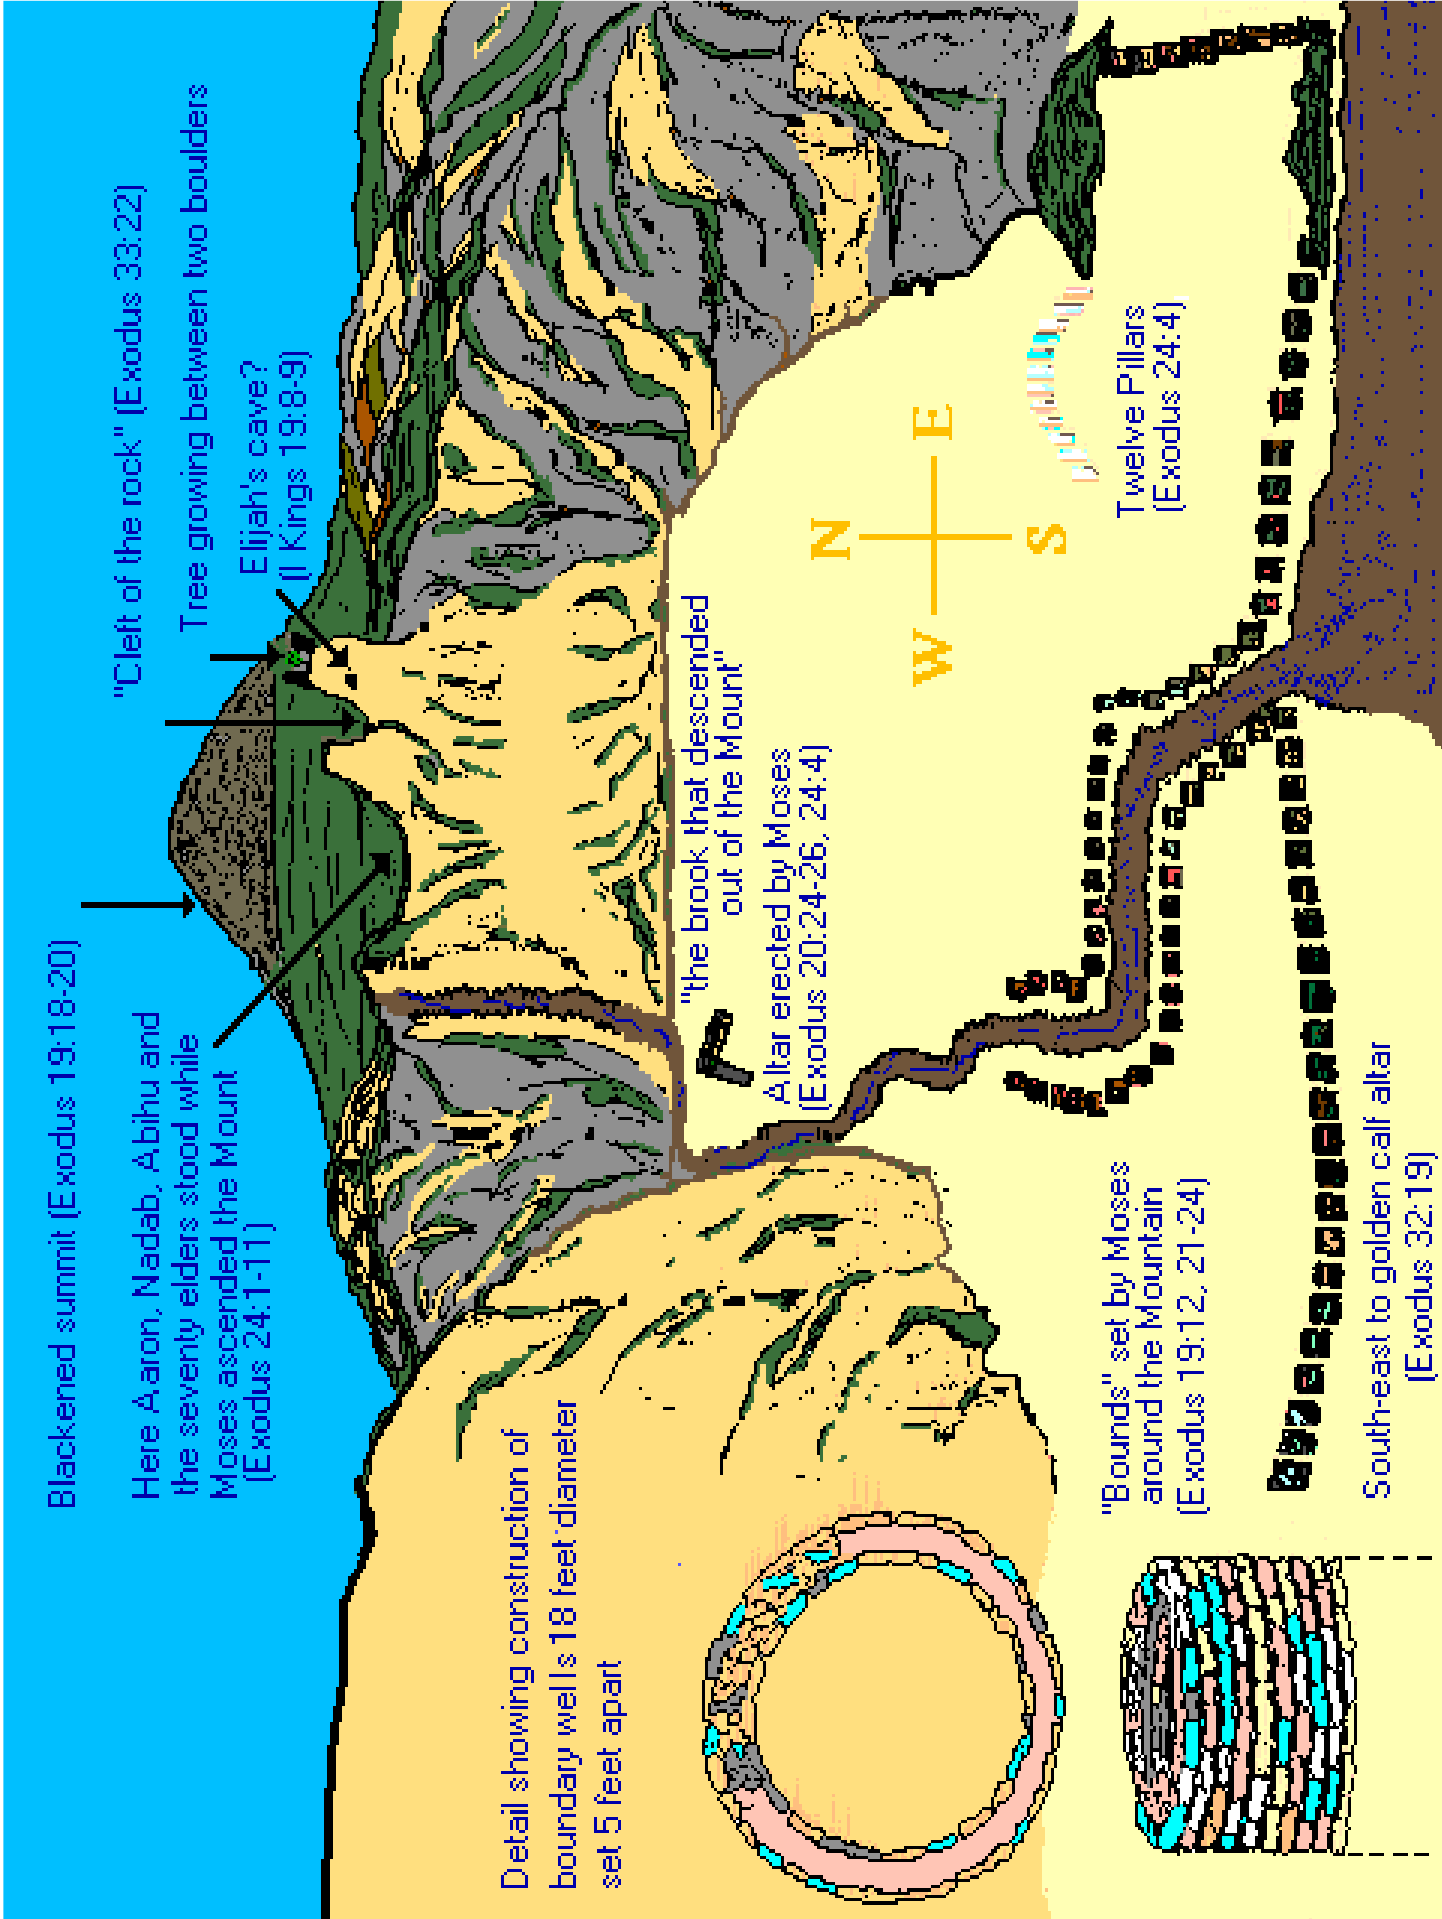 Blackened summit (Exodus 19:18-20)
"Cleft of the rock" (Exodus 33:22)
Here Aaron, Nadab, Abihu and
the seventy elders stood while
Moses ascended the Mount
(Exodus 24:1-11)
Tree growing between two boulders
Elijah's cave?
(I Kings 19:8-9)
Detail showing construction of
boundary wells 18 feet diameter
set 5 feet apart
"the brook that descended
out of the Mount"
Altar erected by Moses
(Exodus 20:24-26, 24:4)
N
W E
S
"Bounds" set by Moses
around the Mountain
(Exodus 19:12, 21-24)
Twelve Pillars
(Exodus 24:4)
South-east to golden calf altar
(Exodus 32:19)